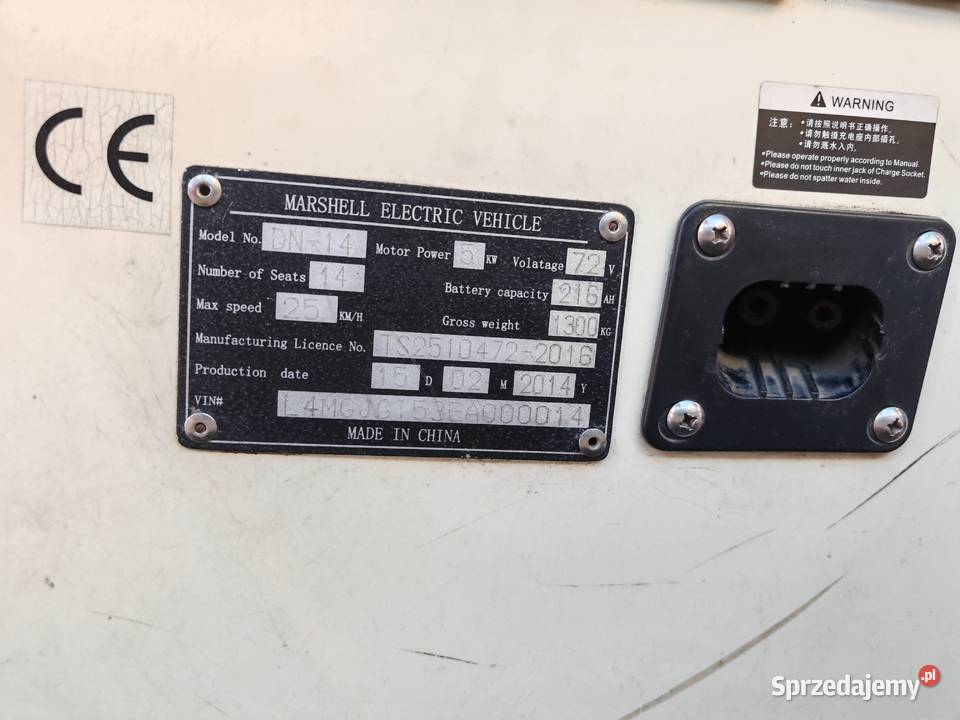 CE
WARNING
注意： •请按照说明书正确操作。
•请勿触摸充电座内部插孔。
•请勿溅水入内。
•Please operate properly according to Manual.
•Please do not touch inner jack of Charge Socket.
•Please do not spatter water inside.
MARSHELL ELECTRIC VEHICLE
Model No. DN-14 Motor Power 5 KW Volatage 72 V
Number of Seats 14 Battery capacity 216 AH
Max speed 25 KM/H Gross weight 1300 KG
Manufacturing Licence No. TS2510472-2016
Production date 15 D 02 M 2014 Y
VIN#
MADE IN CHINA
Sprzedajemy.pl